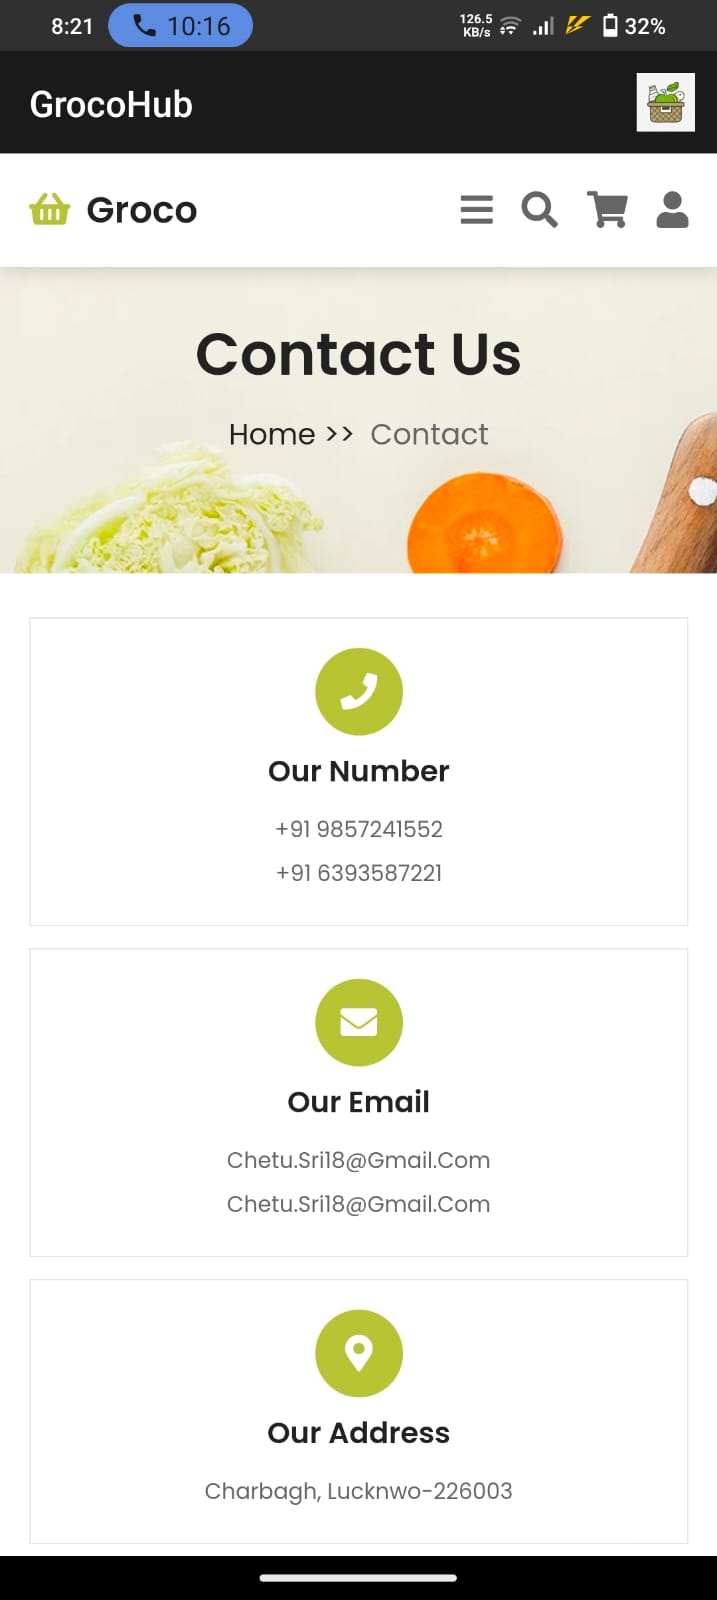 8:21 10:16 126.5 KB/s 32%
GrocoHub
Groco
Contact Us
Home >> Contact
Our Number
+91 9857241552
+91 6393587221
Our Email
Chetu.Sri18@Gmail.Com
Chetu.Sri18@Gmail.Com
Our Address
Charbagh, Lucknwo-226003